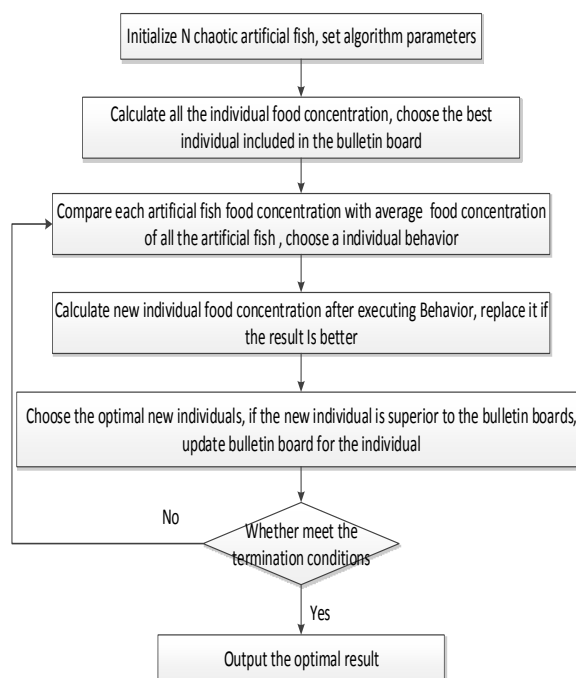 Initialize N chaotic artificial fish, set algorithm parameters
Calculate all the individual food concentration, choose the best
individual included in the bulletin board
Compare each artificial fish food concentration with average food concentration
of all the artificial fish , choose a individual behavior
Calculate new individual food concentration after executing Behavior, replace it if
the result Is better
Choose the optimal new individuals, if the new individual is superior to the bulletin boards,
update bulletin board for the individual
No
Whether meet the
termination conditions
Yes
Output the optimal result